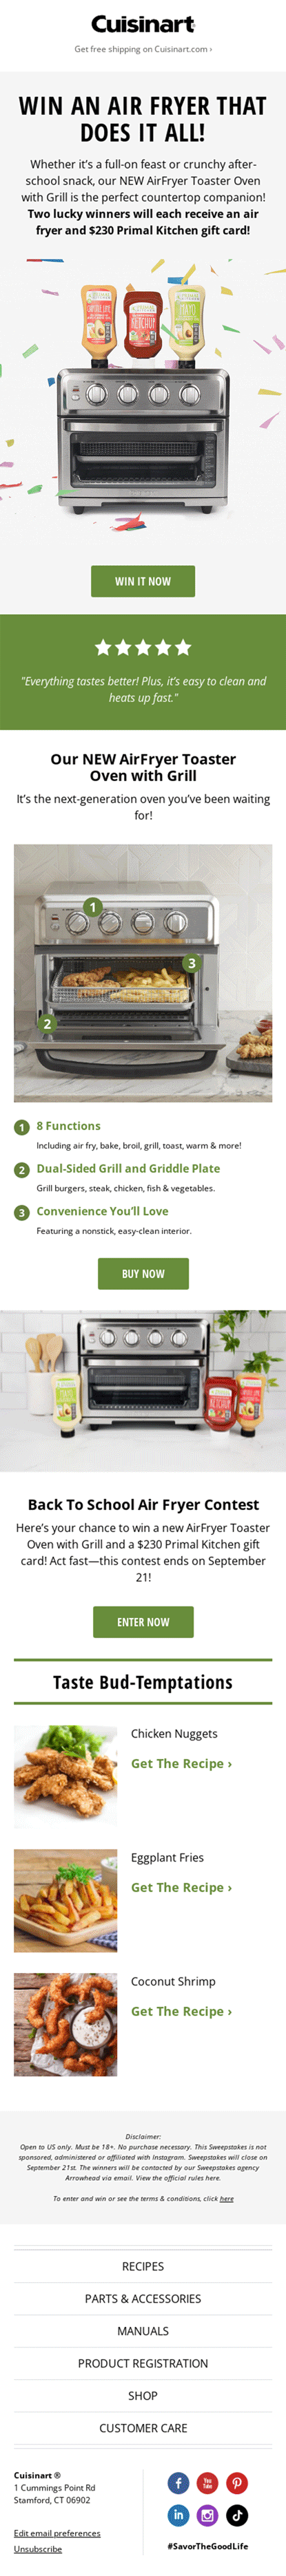 Cuisinart
Get free shipping on Cuisinart.com ›
WIN AN AIR FRYER THAT
DOES IT ALL!
Whether it's a full-on feast or crunchy after-
school snack, our NEW AirFryer Toaster Oven
with Grill is the perfect countertop companion!
Two lucky winners will each receive an air
fryer and $230 Primal Kitchen gift card!
KETCHUP
MAYO
WIN IT NOW
"Everything tastes better! Plus, it's easy to clean and
heats up fast."
Our NEW AirFryer Toaster
Oven with Grill
It's the next-generation oven you've been waiting
for!
1
3
2
1 8 Functions
Including air fry, bake, broil, grill, toast, warm & more!
2 Dual-Sided Grill and Griddle Plate
Grill burgers, steak, chicken, fish & vegetables.
3 Convenience You'll Love
Featuring a nonstick, easy-clean interior.
BUY NOW
Back To School Air Fryer Contest
Here's your chance to win a new AirFryer Toaster
Oven with Grill and a $230 Primal Kitchen gift
card! Act fast—this contest ends on September
21!
ENTER NOW
Taste Bud-Temptations
Chicken Nuggets
Get The Recipe ›
Eggplant Fries
Get The Recipe ›
Coconut Shrimp
Get The Recipe ›
Disclaimer:
Open to US only. Must be 18+. No purchase necessary. This Sweepstakes is not
sponsored, administered or affiliated with Instagram. Sweepstakes will close on
September 21st. The winners will be contacted by our Sweepstakes agency
Arrowhead via email. View the official rules here.
To enter and win or see the terms & conditions, click here
RECIPES
PARTS & ACCESSORIES
MANUALS
PRODUCT REGISTRATION
SHOP
CUSTOMER CARE
Cuisinart ®
1 Cummings Point Rd
Stamford, CT 06902
Edit email preferences
Unsubscribe
You Tube
#SavorTheGoodLife